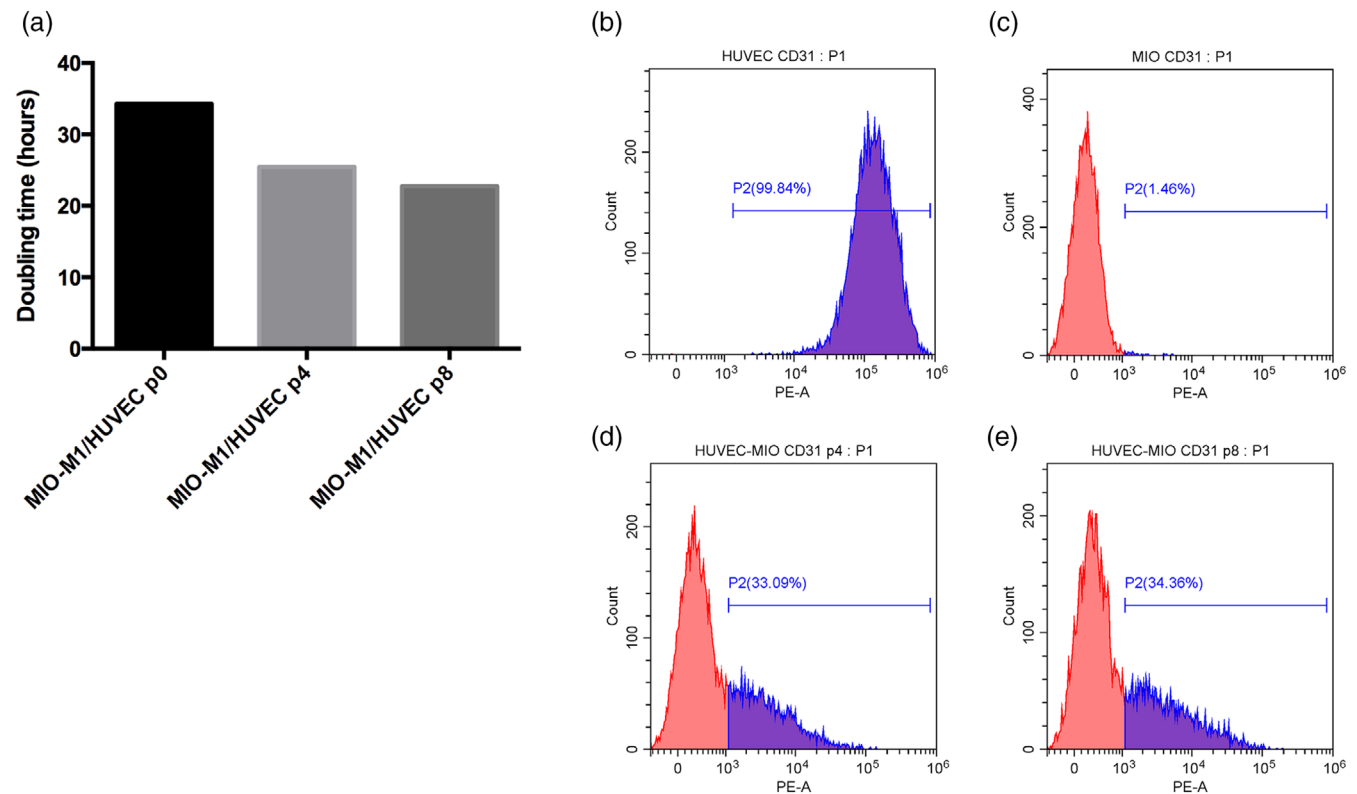 (a)
40
30
20
10
0
Doubling time (hours)
MIO-M1/HUVEC p0
MIO-M1/HUVEC p4
MIO-M1/HUVEC p8
(b)
HUVEC CD31 : P1
P2(99.84%)
Count
200
100
0
0 10³ 10⁴ 10⁵ 10⁶
PE-A
(c)
MIO CD31 : P1
P2(1.46%)
Count
400
200
0
0 10³ 10⁴ 10⁵ 10⁶
PE-A
(d)
HUVEC-MIO CD31 p4 : P1
P2(33.09%)
Count
200
100
0
0 10³ 10⁴ 10⁵ 10⁶
PE-A
(e)
HUVEC-MIO CD31 p8 : P1
P2(34.36%)
Count
200
100
0
0 10³ 10⁴ 10⁵ 10⁶
PE-A